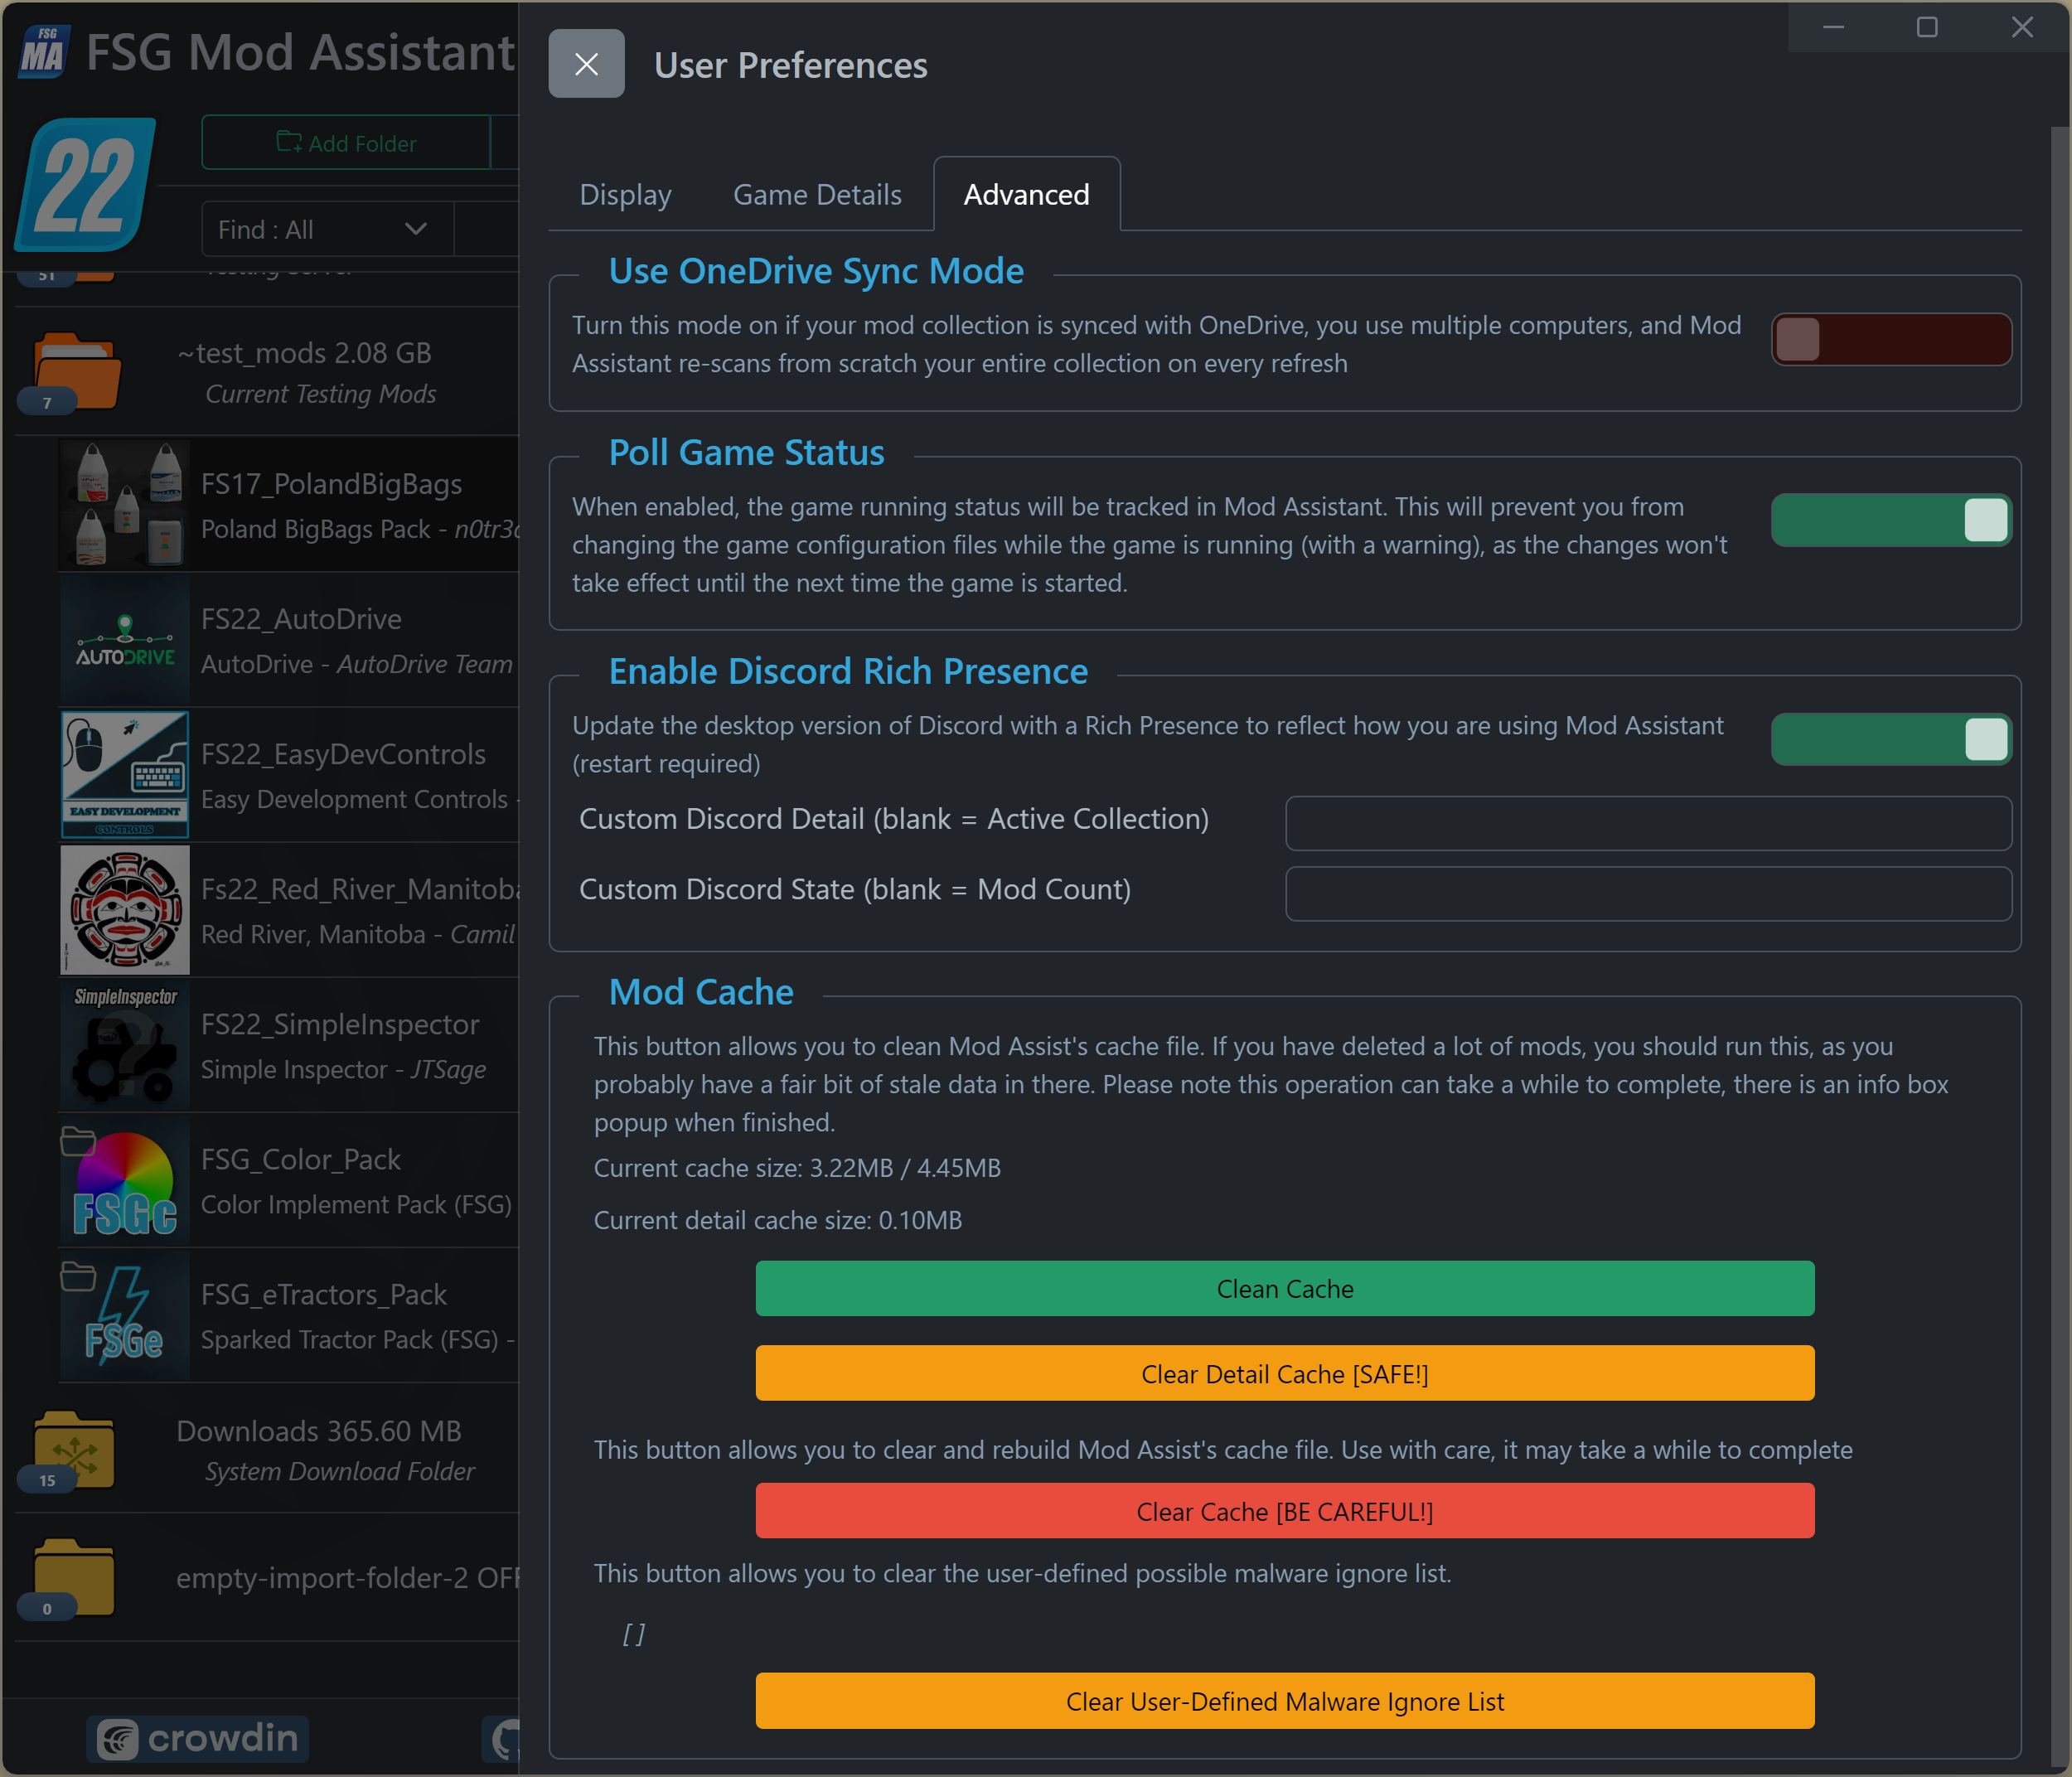 FSG
MA
FSG Mod Assistant
User Preferences
22
Add Folder
Find : All
51
~test_mods 2.08 GB
Current Testing Mods
7
FS17_PolandBigBags
Poland BigBags Pack -
FS22_AutoDrive
AutoDrive - AutoDrive Team
AUTODRIVE
FS22_EasyDevControls
Easy Development Controls -
EASY DEVELOPMENT
CONTROLS
Fs22_Red_River_Manitoba
Red River, Manitoba - Camil
SimpleInspector
FS22_SimpleInspector
Simple Inspector - JTSage
FSG_Color_Pack
Color Implement Pack (FSG)
FSGc
FSG_eTractors_Pack
Sparked Tractor Pack (FSG) -
FSGe
Downloads 365.60 MB
System Download Folder
15
empty-import-folder-2 OFF
0
crowdin
Display
Game Details
Advanced
Use OneDrive Sync Mode
Turn this mode on if your mod collection is synced with OneDrive, you use multiple computers, and Mod
Assistant re-scans from scratch your entire collection on every refresh
Poll Game Status
When enabled, the game running status will be tracked in Mod Assistant. This will prevent you from
changing the game configuration files while the game is running (with a warning), as the changes won't
take effect until the next time the game is started.
Enable Discord Rich Presence
Update the desktop version of Discord with a Rich Presence to reflect how you are using Mod Assistant
(restart required)
Custom Discord Detail (blank = Active Collection)
Custom Discord State (blank = Mod Count)
Mod Cache
This button allows you to clean Mod Assist's cache file. If you have deleted a lot of mods, you should run this, as you
probably have a fair bit of stale data in there. Please note this operation can take a while to complete, there is an info box
popup when finished.
Current cache size: 3.22MB / 4.45MB
Current detail cache size: 0.10MB
Clean Cache
Clear Detail Cache [SAFE!]
This button allows you to clear and rebuild Mod Assist's cache file. Use with care, it may take a while to complete
Clear Cache [BE CAREFUL!]
This button allows you to clear the user-defined possible malware ignore list.
[ ]
Clear User-Defined Malware Ignore List